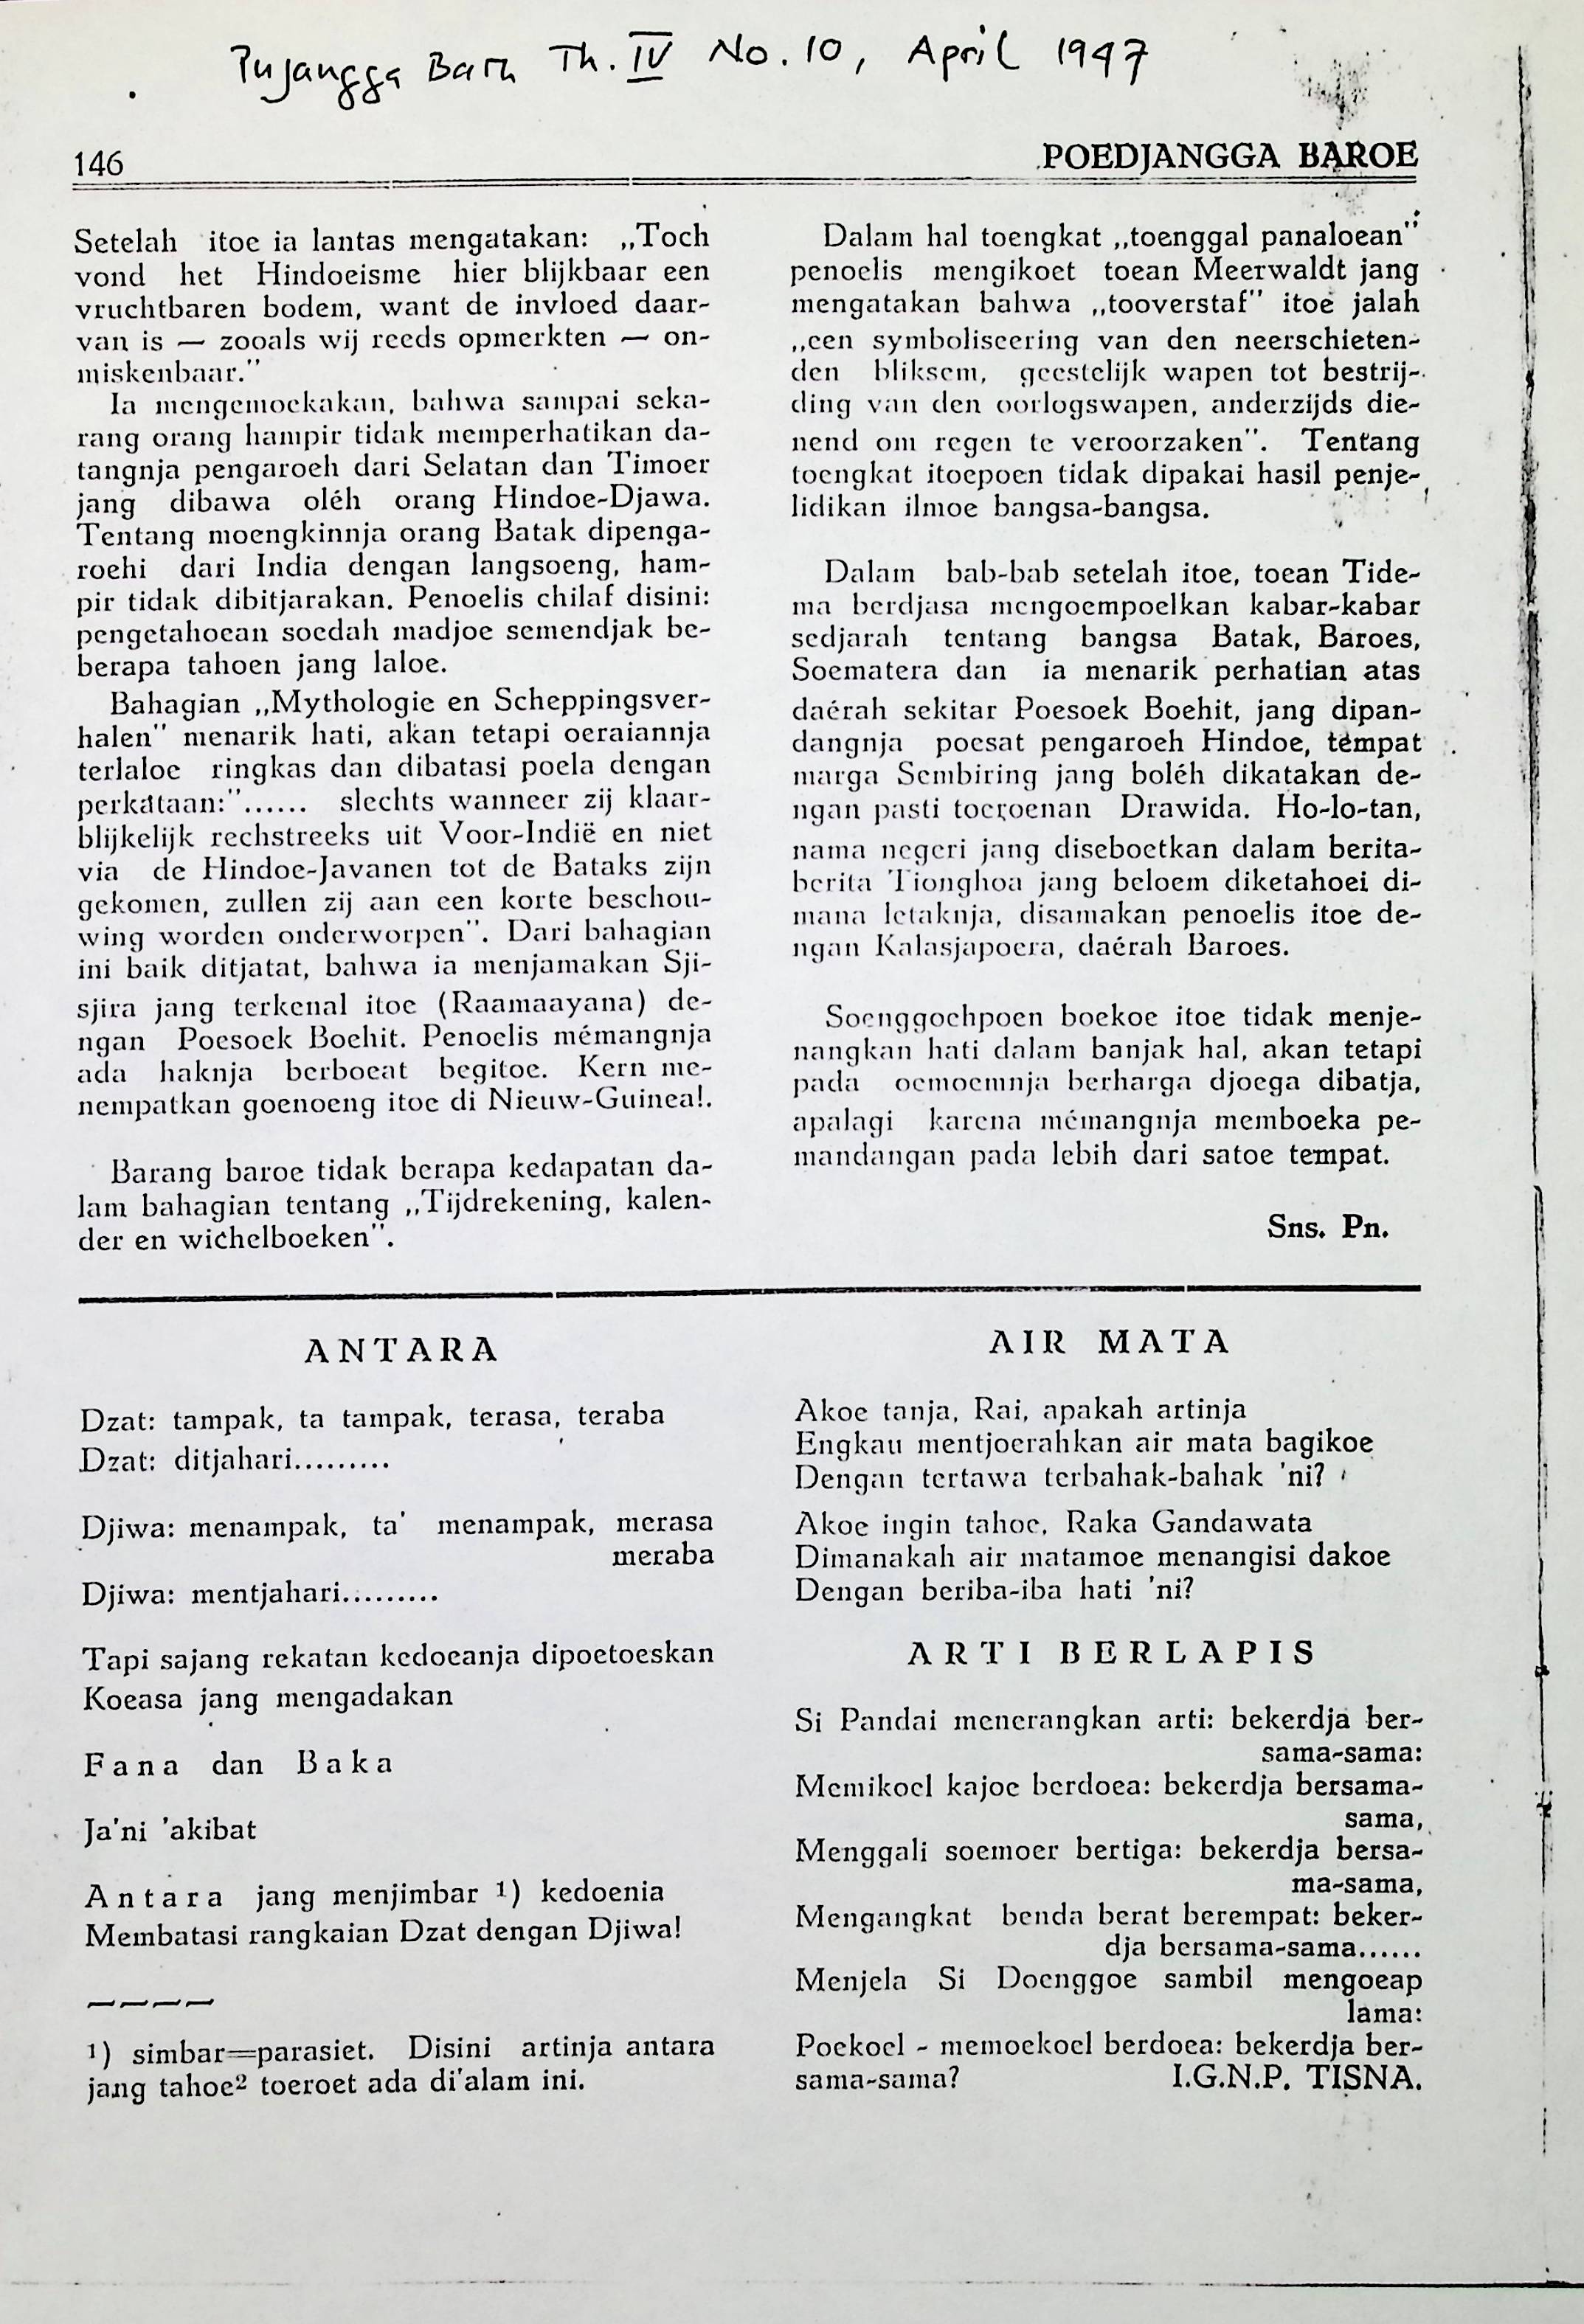 Pujangga Baru Th. IV No. 10, April 1947
146
POEDJANGGA BAROE
Setelah itoe ia lantas mengatakan: „Toch
vond het Hindoeisme hier blijkbaar een
vruchtbaren bodem, want de invloed daar-
van is — zooals wij reeds opmerkten — on-
miskenbaar."
Ia mengemoekakan, bahwa sampai seka-
rang orang hampir tidak memperhatikan da-
tangnja pengaroeh dari Selatan dan Timoer
jang dibawa oléh orang Hindoe-Djawa.
Tentang moengkinnja orang Batak dipenga-
roehi dari India dengan langsoeng, ham-
pir tidak dibitjarakan. Penoelis chilaf disini:
pengetahoean soedah madjoe semendjak be-
berapa tahoen jang laloe.
Bahagian „Mythologie en Scheppingsver-
halen" menarik hati, akan tetapi oeraiannja
terlaloe ringkas dan dibatasi poela dengan
perkataan:"...... slechts wanneer zij klaar-
blijkelijk rechstreeks uit Voor-Indië en niet
via de Hindoe-Javanen tot de Bataks zijn
gekomen, zullen zij aan een korte beschou-
wing worden onderworpen". Dari bahagian
ini baik ditjatat, bahwa ia menjamakan Sji-
sjira jang terkenal itoe (Raamaayana) de-
ngan Poesoek Boehit. Penoelis mémangnja
ada haknja berboeat begitoe. Kern me-
nempatkan goenoeng itoe di Nieuw-Guinea!.
Barang baroe tidak berapa kedapatan da-
lam bahagian tentang „Tijdrekening, kalen-
der en wichelboeken".
Dalam hal toengkat „toenggal panaloean"
penoelis mengikoet toean Meerwaldt jang
mengatakan bahwa „tooverstaf" itoe jalah
„een symboliseering van den neerschieten-
den bliksem, geestelijk wapen tot bestrij-
ding van den oorlogswapen, anderzijds die-
nend om regen te veroorzaken". Tentang
toengkat itoepoen tidak dipakai hasil penje-
lidikan ilmoe bangsa-bangsa.
Dalam bab-bab setelah itoe, toean Tide-
ma berdjasa mengoempoelkan kabar-kabar
sedjarah tentang bangsa Batak, Baroes,
Soematera dan ia menarik perhatian atas
daérah sekitar Poesoek Boehit, jang dipan-
dangnja poesat pengaroeh Hindoe, tempat
marga Sembiring jang boléh dikatakan de-
ngan pasti toeroenan Drawida. Ho-lo-tan,
nama negeri jang diseboetkan dalam berita-
berita Tionghoa jang beloem diketahoei di-
mana letaknja, disamakan penoelis itoe de-
ngan Kalasjapoera, daérah Baroes.
Soenggoehpoen boekoe itoe tidak menje-
nangkan hati dalam banjak hal, akan tetapi
pada oemoemnja berharga djoega dibatja,
apalagi karena mémangnja memboeka pe-
mandangan pada lebih dari satoe tempat.
Sns. Pn.
ANTARA
Dzat: tampak, ta tampak, terasa, teraba
Dzat: ditjahari.........
Djiwa: menampak, ta' menampak, merasa
meraba
Djiwa: mentjahari.........
Tapi sajang rekatan kedoeanja dipoetoeskan
Koeasa jang mengadakan
Fana dan Baka
Ja'ni 'akibat
Antara jang menjimbar 1) kedoenia
Membatasi rangkaian Dzat dengan Djiwa!
————
1) simbar=parasiet. Disini artinja antara
jang tahoe2 toeroet ada di'alam ini.
AIR MATA
Akoe tanja, Rai, apakah artinja
Engkau mentjoerahkan air mata bagikoe
Dengan tertawa terbahak-bahak 'ni?
Akoe ingin tahoe, Raka Gandawata
Dimanakah air matamoe menangisi dakoe
Dengan beriba-iba hati 'ni?
ARTI BERLAPIS
Si Pandai menerangkan arti: bekerdja ber-
sama-sama:
Memikoel kajoe berdoea: bekerdja bersama-
sama,
Menggali soemoer bertiga: bekerdja bersa-
ma-sama,
Mengangkat benda berat berempat: beker-
dja bersama-sama......
Menjela Si Doenggoe sambil mengoeap
lama:
Poekoel - memoekoel berdoea: bekerdja ber-
sama-sama? I.G.N.P. TISNA.